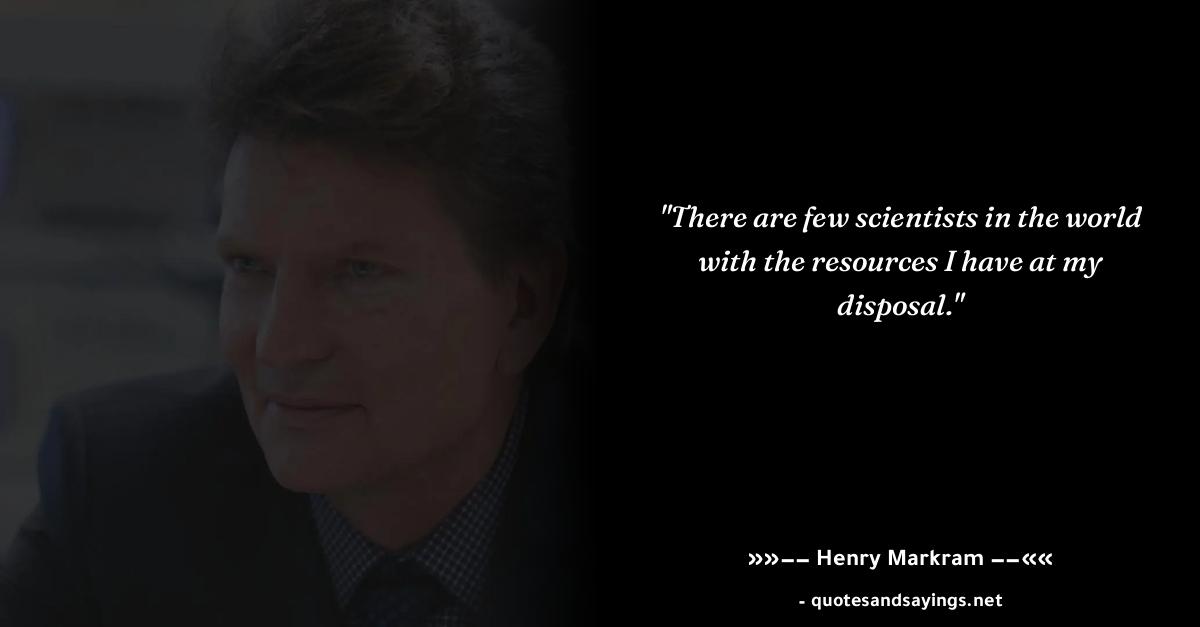 "There are few scientists in the world
with the resources I have at my
disposal."
»»−− Henry Markram −−««
- quotesandsayings.net